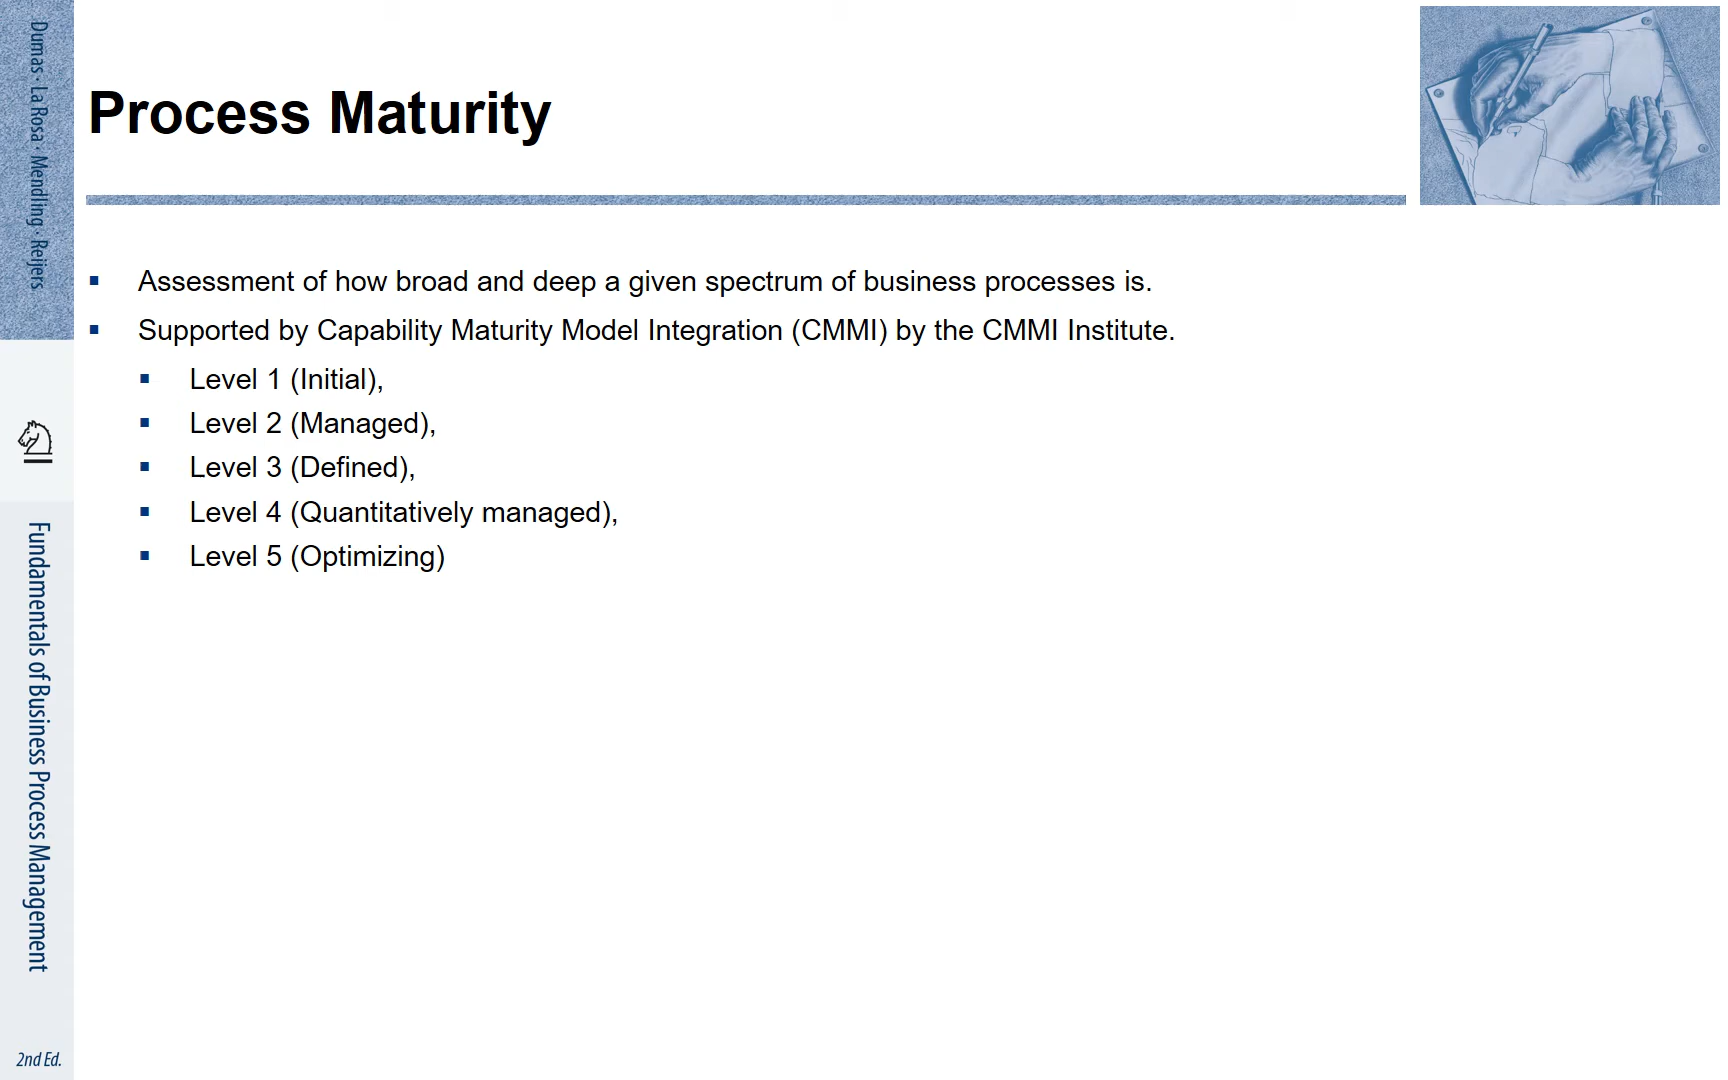 Dumas · La Rosa · Mendling · Reijers
Fundamentals of Business Process Management
2nd Ed.
Process Maturity
▪ Assessment of how broad and deep a given spectrum of business processes is.
▪ Supported by Capability Maturity Model Integration (CMMI) by the CMMI Institute.
▪ Level 1 (Initial),
▪ Level 2 (Managed),
▪ Level 3 (Defined),
▪ Level 4 (Quantitatively managed),
▪ Level 5 (Optimizing)